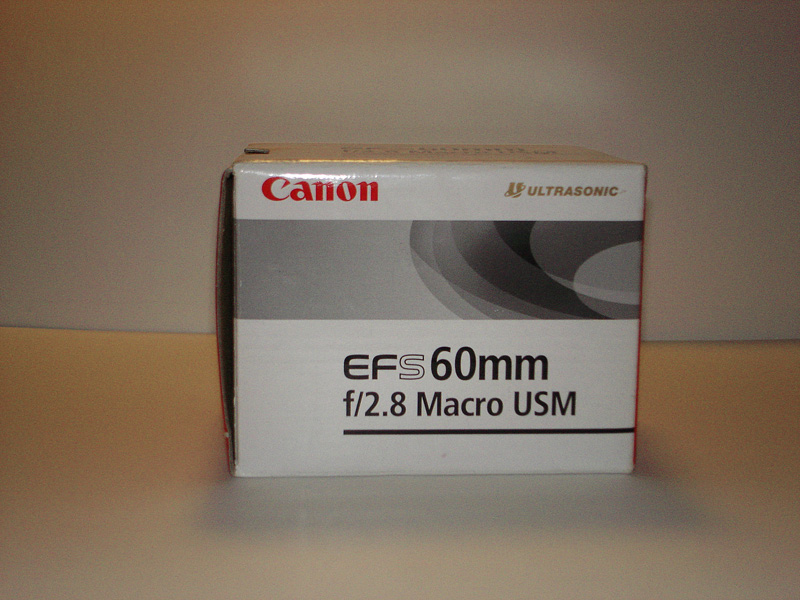 Canon
ULTRASONIC
EFS 60mm
f/2.8 Macro USM